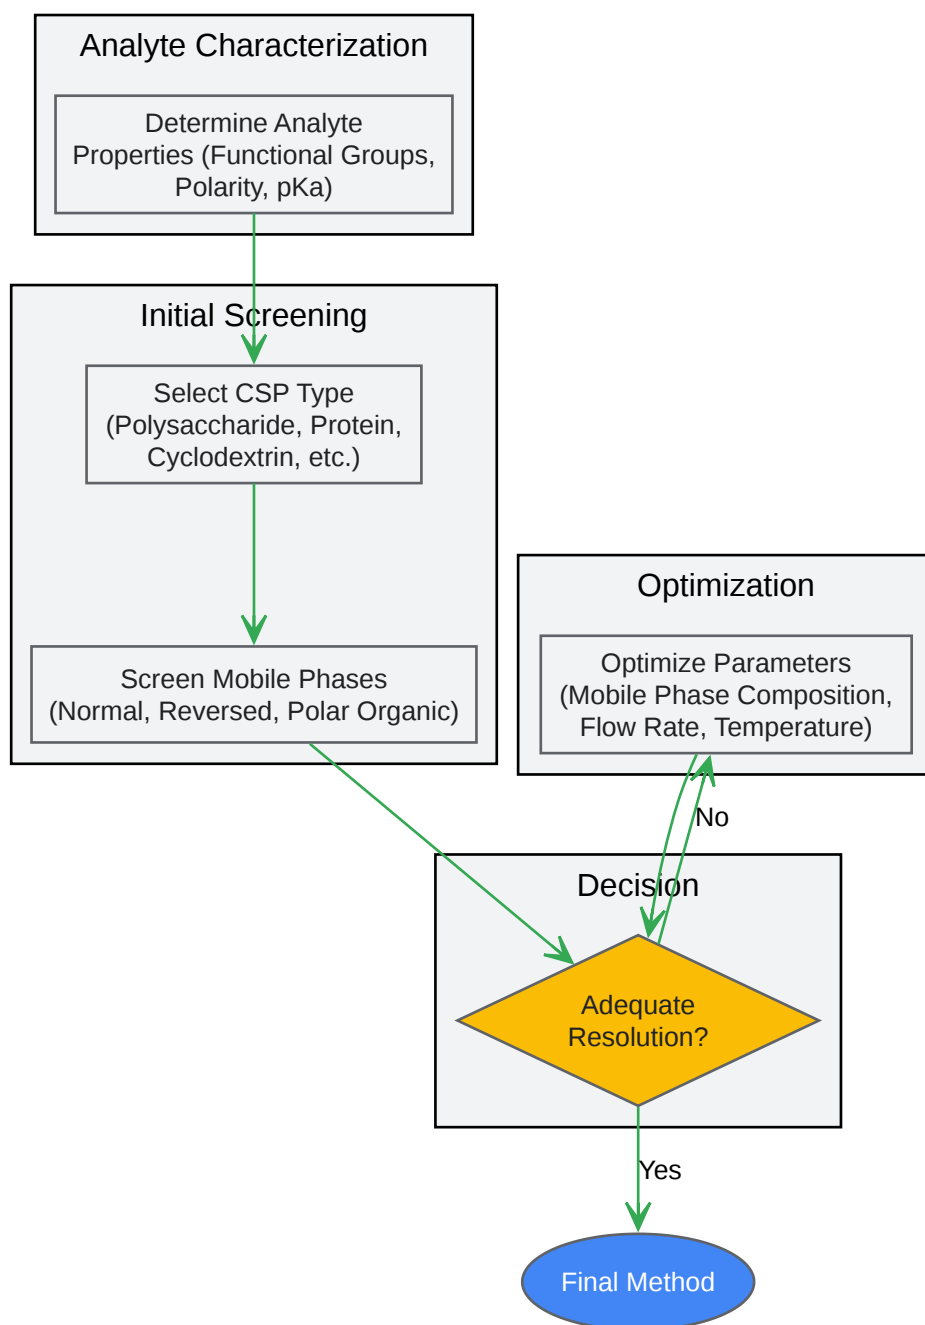 Analyte Characterization
Determine Analyte
Properties (Functional Groups,
Polarity, pKa)
Initial Screening
Select CSP Type
(Polysaccharide, Protein,
Cyclodextrin, etc.)
Screen Mobile Phases
(Normal, Reversed, Polar Organic)
Optimization
Optimize Parameters
(Mobile Phase Composition,
Flow Rate, Temperature)
No
Decision
Adequate
Resolution?
Yes
Final Method